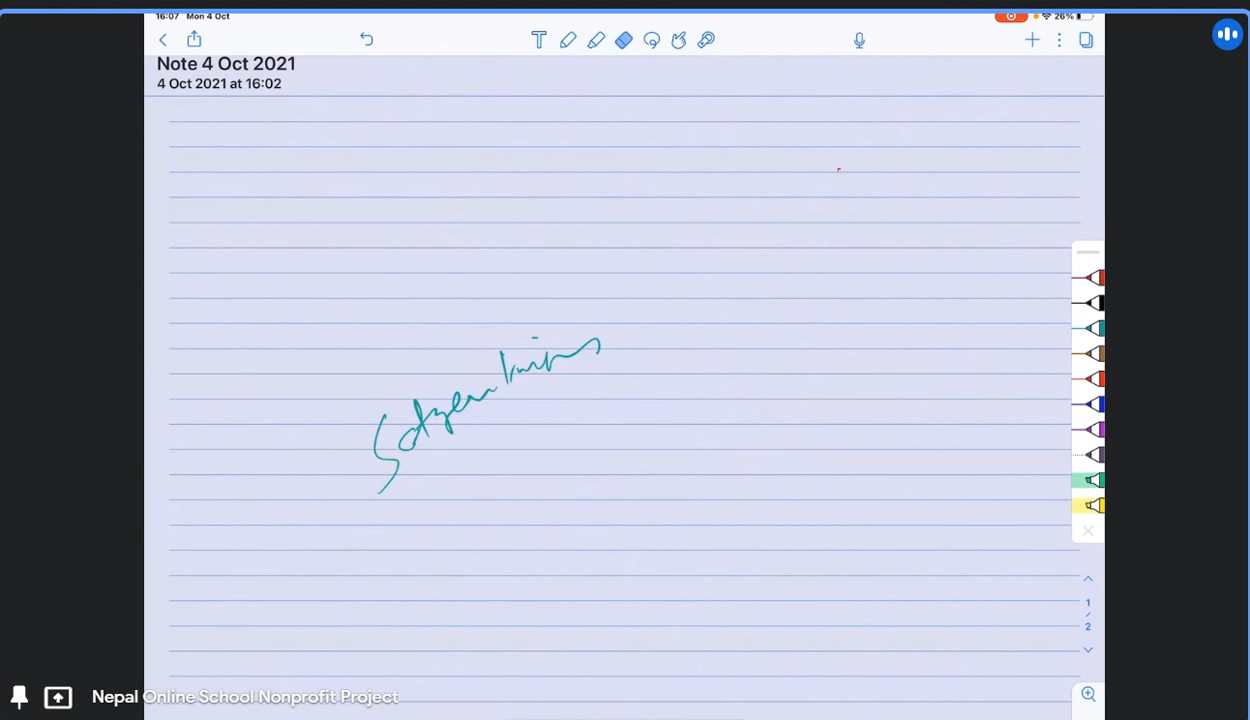 16:07 Mon 4 Oct
26%
T
Note 4 Oct 2021
4 Oct 2021 at 16:02
1
2
Nepal Online School Nonprofit Project